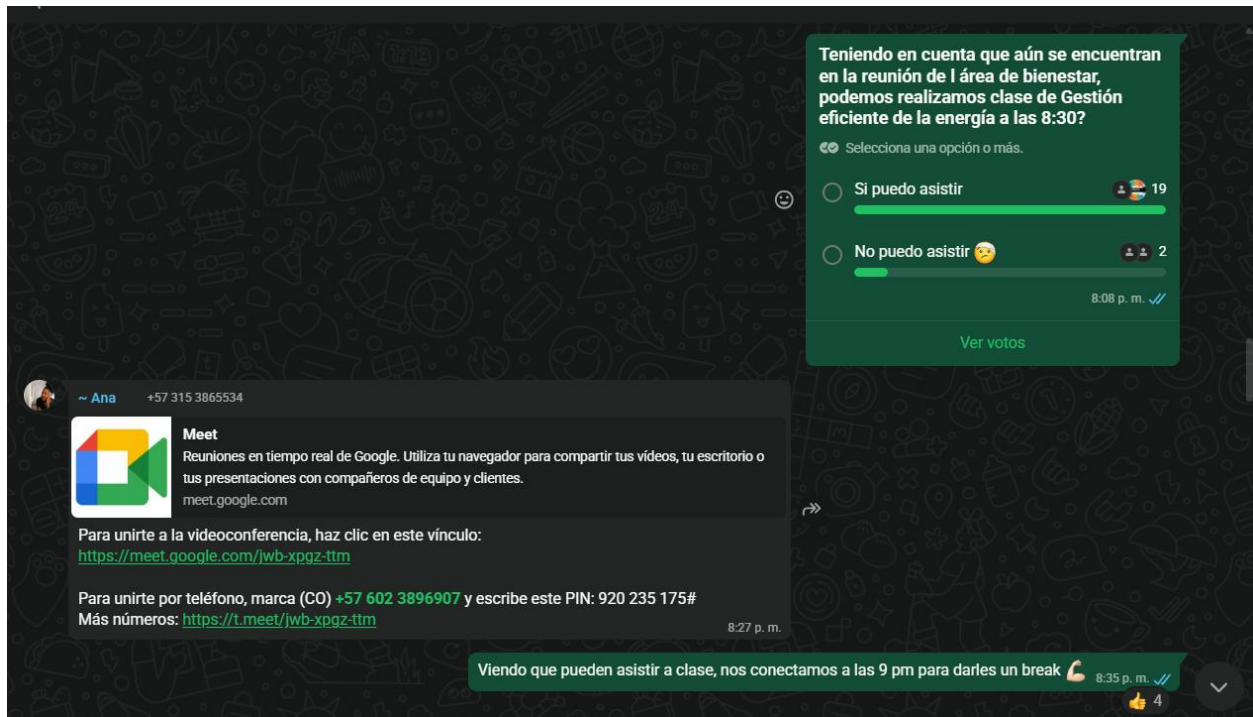 Teniendo en cuenta que aún se encuentran
en la reunión de l área de bienestar,
podemos realizamos clase de Gestión
eficiente de la energía a las 8:30?
Selecciona una opción o más.
Si puedo asistir 19
No puedo asistir 🤕 2
8:08 p. m.
Ver votos
~ Ana +57 315 3865534
Meet
Reuniones en tiempo real de Google. Utiliza tu navegador para compartir tus vídeos, tu escritorio o
tus presentaciones con compañeros de equipo y clientes.
meet.google.com
Para unirte a la videoconferencia, haz clic en este vínculo:
https://meet.google.com/jwb-xpgz-ttm
Para unirte por teléfono, marca (CO) +57 602 3896907 y escribe este PIN: 920 235 175#
Más números: https://t.meet/jwb-xpgz-ttm
8:27 p. m.
Viendo que pueden asistir a clase, nos conectamos a las 9 pm para darles un break 💪🏻 8:35 p. m.
👍 4